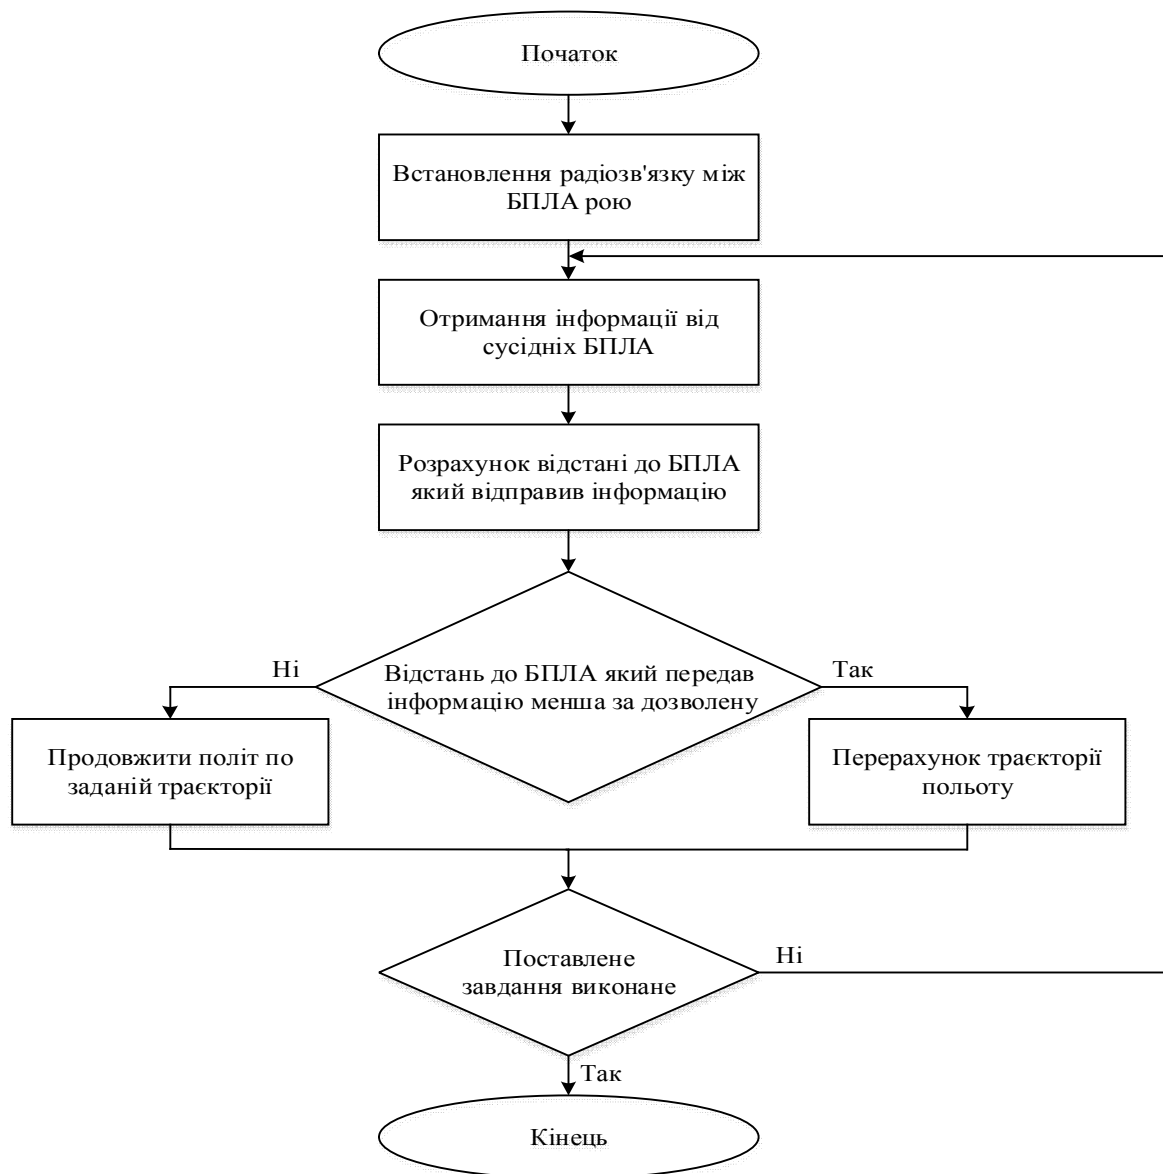 Початок
Встановлення радіозв'язку між
БПЛА рою
Отримання інформації від
сусідніх БПЛА
Розрахунок відстані до БПЛА
який відправив інформацію
Ні
Відстань до БПЛА який передав
інформацію менша за дозволену
Так
Продовжити політ по
заданій траєкторії
Перерахунок траєкторії
польоту
Поставлене
завдання виконане
Ні
Так
Кінець